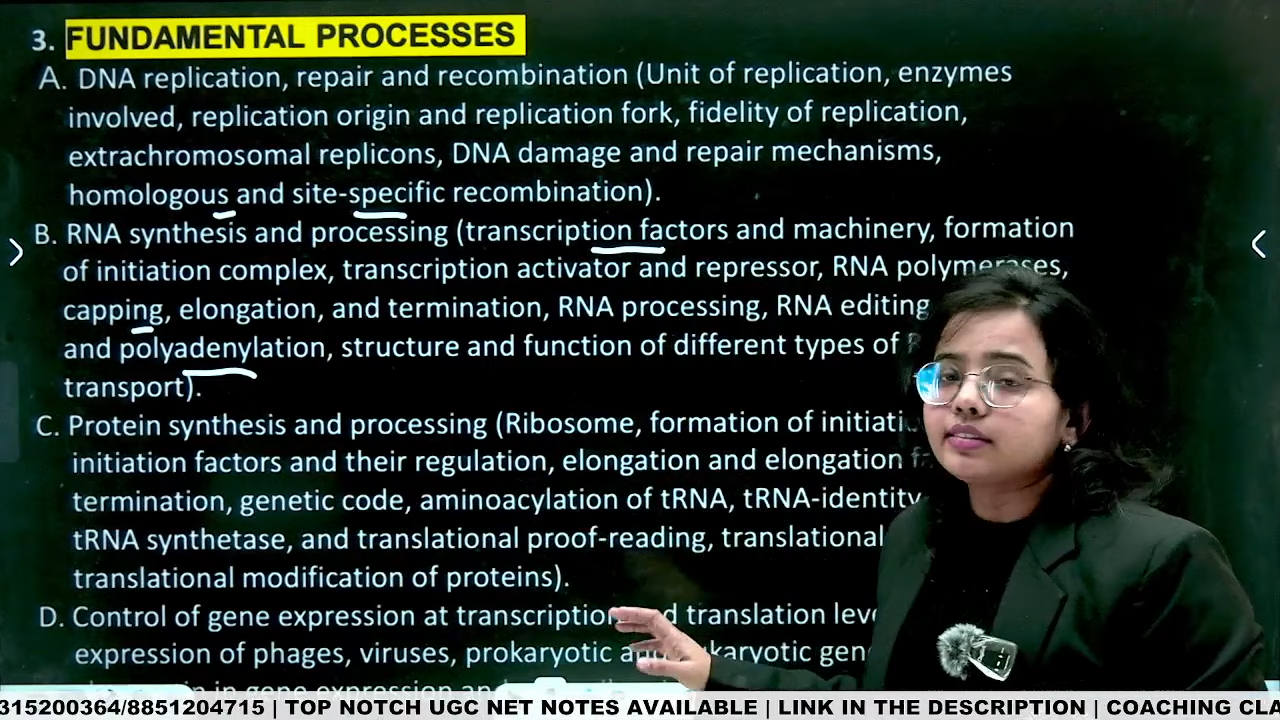 3. FUNDAMENTAL PROCESSES
A. DNA replication, repair and recombination (Unit of replication, enzymes
involved, replication origin and replication fork, fidelity of replication,
extrachromosomal replicons, DNA damage and repair mechanisms,
homologous and site-specific recombination).
B. RNA synthesis and processing (transcription factors and machinery, formation
of initiation complex, transcription activator and repressor, RNA polymerases,
capping, elongation, and termination, RNA processing, RNA editing
and polyadenylation, structure and function of different types of
transport).
C. Protein synthesis and processing (Ribosome, formation of
initiation factors and their regulation, elongation and elongation
termination, genetic code, aminoacylation of tRNA, tRNA-identity
tRNA synthetase, and translational proof-reading, translational
translational modification of proteins).
D. Control of gene expression at transcription translation
expression of phages, viruses, prokaryotic
in gene expression
315200364/8851204715 | TOP NOTCH UGC NET NOTES AVAILABLE | LINK IN THE DESCRIPTION | COACHING